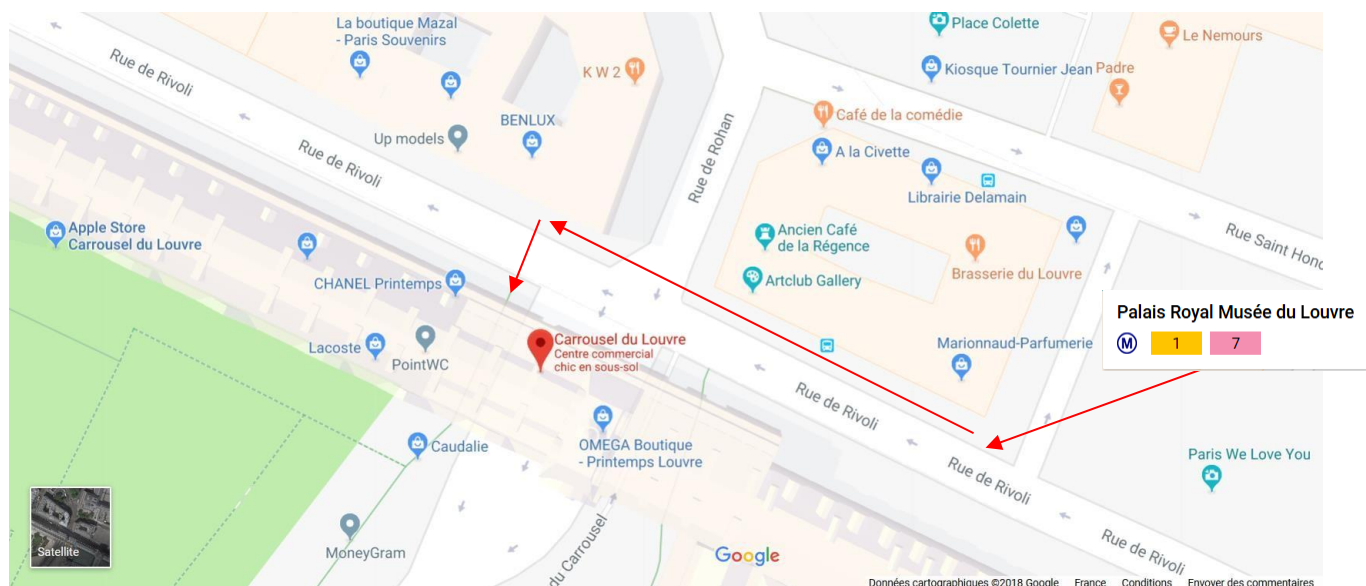 La boutique Mazal
- Paris Souvenirs
Place Colette
Le Nemours
Rue de Rivoli
K W 2
Kiosque Tournier Jean
Padre
BENLUX
Café de la comédie
Up models
Rue de Rohan
A la Civette
Rue de Rivoli
Librairie Delamain
Apple Store
Carrousel du Louvre
Ancien Café
de la Régence
Rue Saint Hono
Brasserie du Louvre
CHANEL Printemps
Artclub Gallery
Palais Royal Musée du Louvre
M 1 7
Carrousel du Louvre
Centre commercial
chic en sous-sol
Lacoste
PointWC
Marionnaud-Parfumerie
Rue de Rivoli
Caudalie
OMEGA Boutique
- Printemps Louvre
Rue de Rivoli
Paris We Love You
MoneyGram
du Carrousel
Rue de Rivoli
Satellite
Google
Données cartographiques ©2018 Google France Conditions Envoyer des commentaires